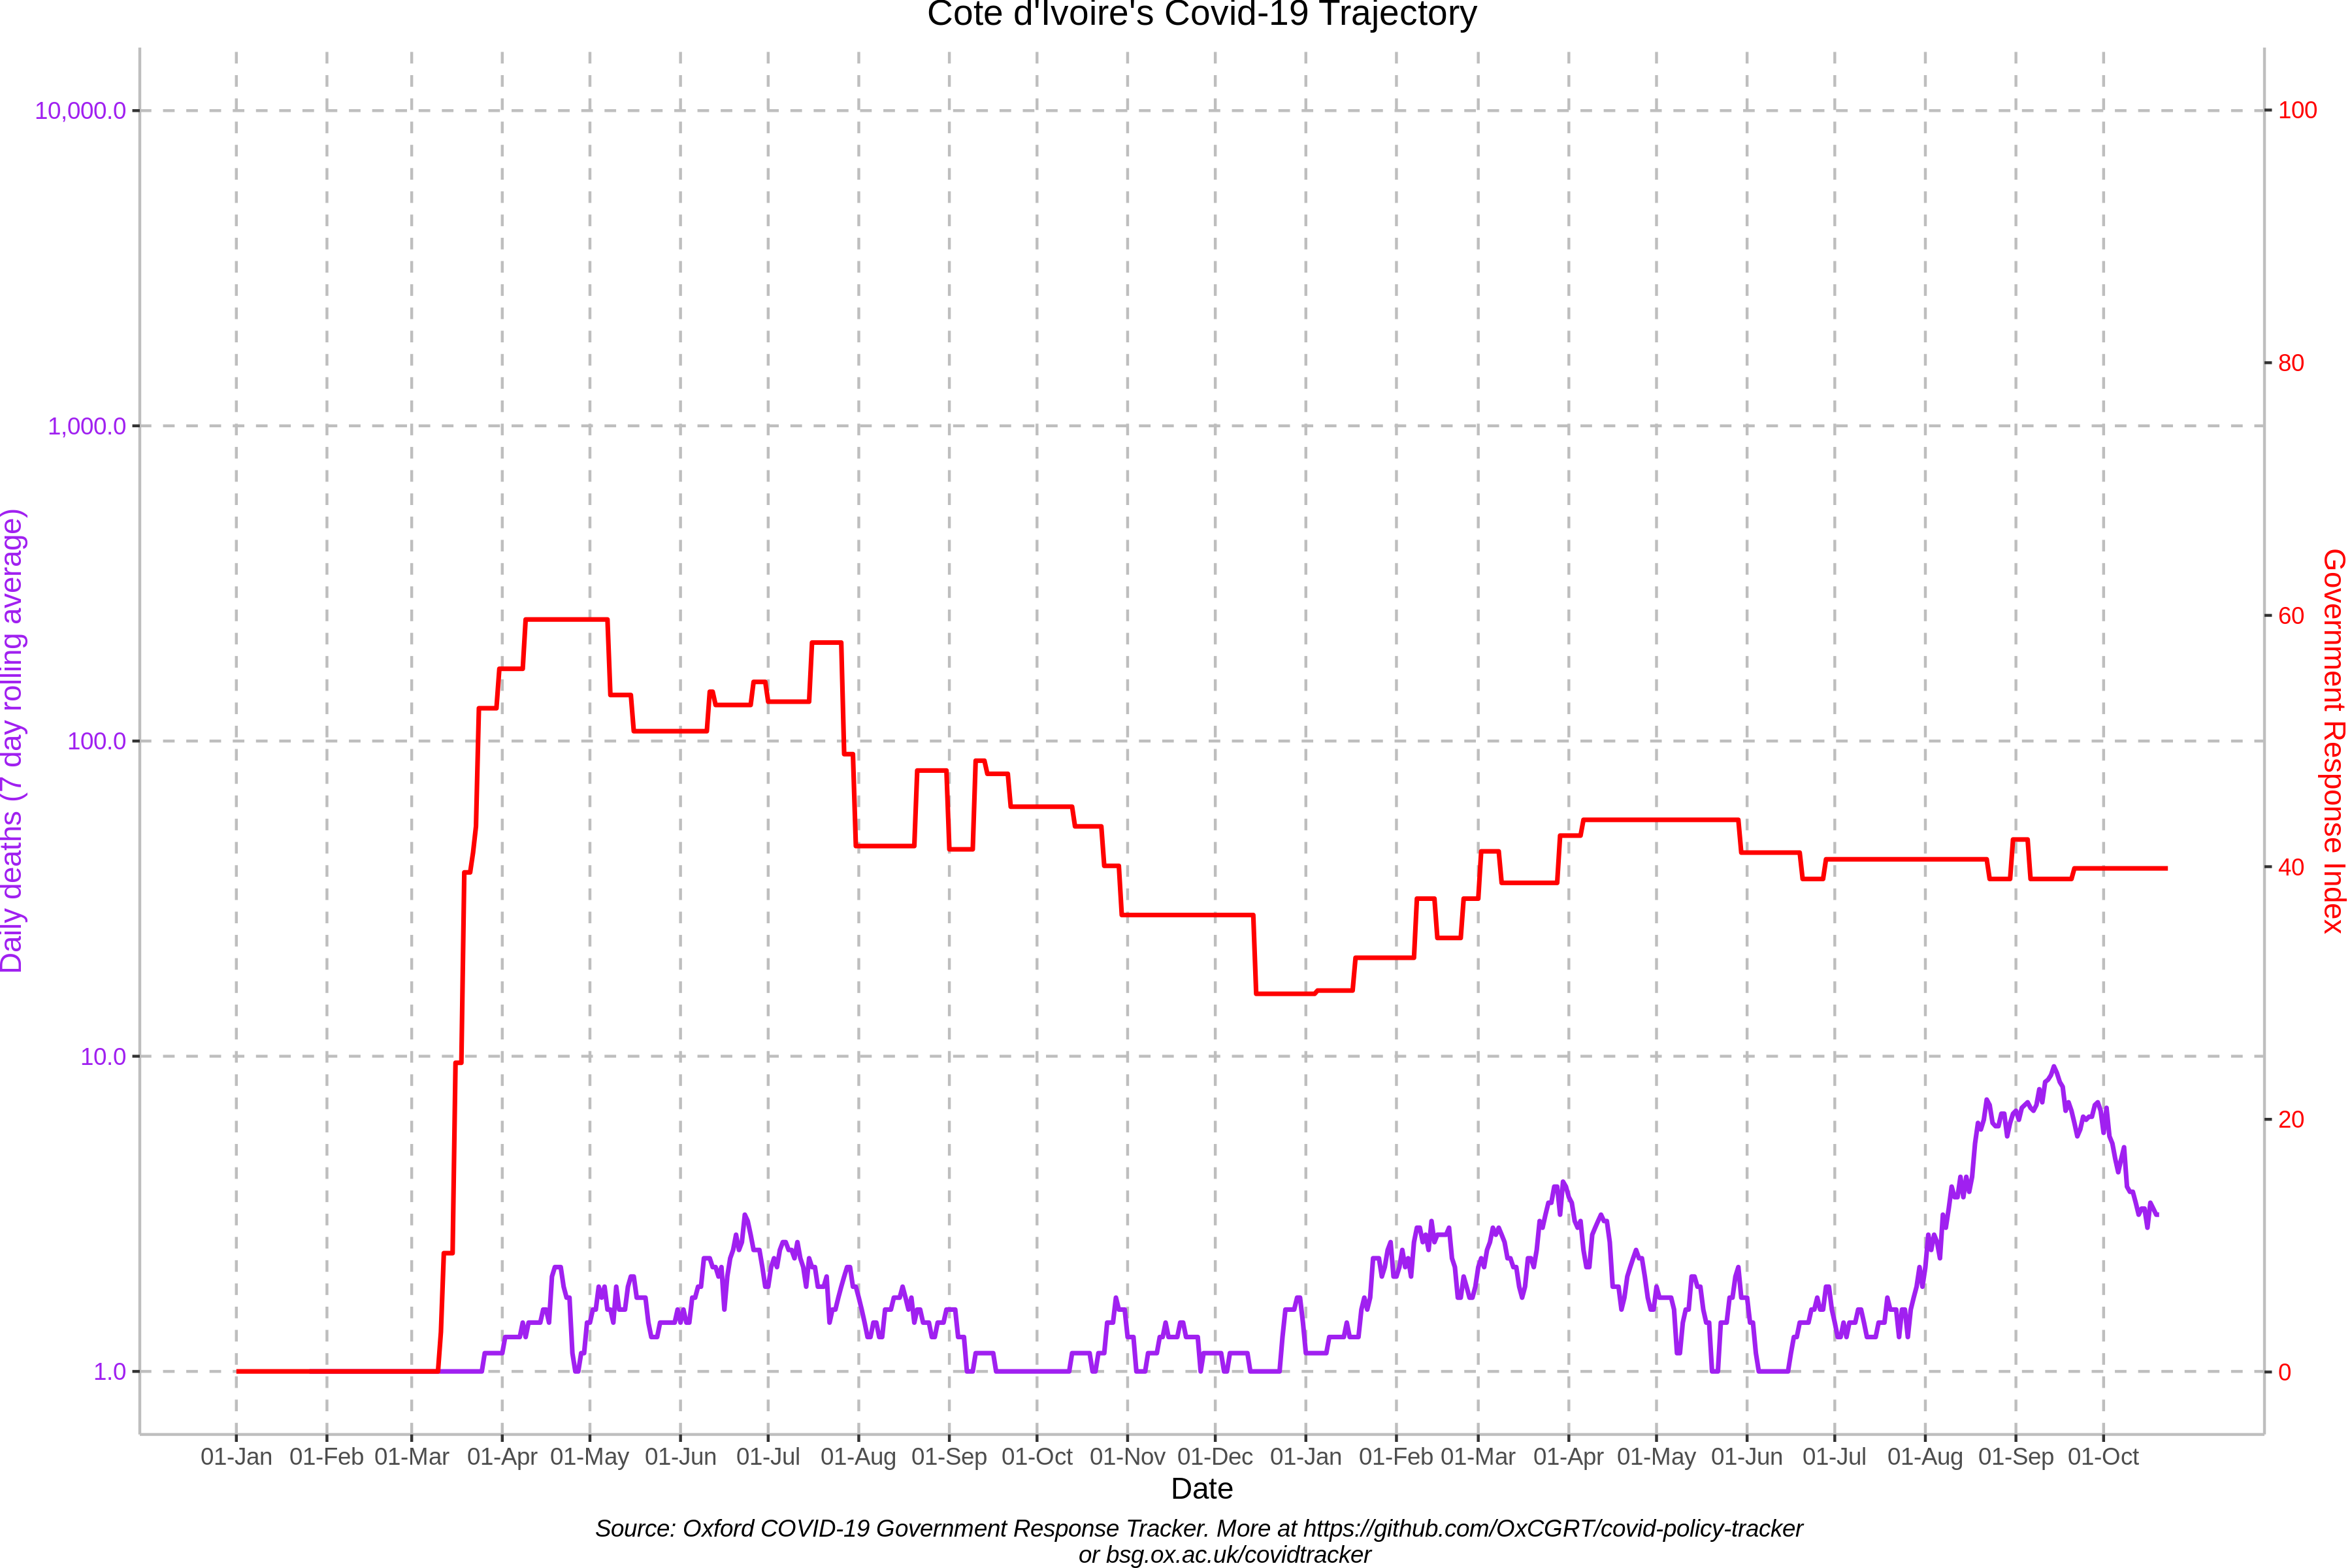 Cote d'Ivoire's Covid-19 Trajectory
10,000.0
1,000.0
100.0
10.0
1.0
Daily deaths (7 day rolling average)
100
80
60
40
20
0
Government Response Index
01-Jan 01-Feb 01-Mar 01-Apr 01-May 01-Jun 01-Jul 01-Aug 01-Sep 01-Oct 01-Nov 01-Dec 01-Jan 01-Feb 01-Mar 01-Apr 01-May 01-Jun 01-Jul 01-Aug 01-Sep 01-Oct
Date
Source: Oxford COVID-19 Government Response Tracker. More at https://github.com/OxCGRT/covid-policy-tracker
or bsg.ox.ac.uk/covidtracker